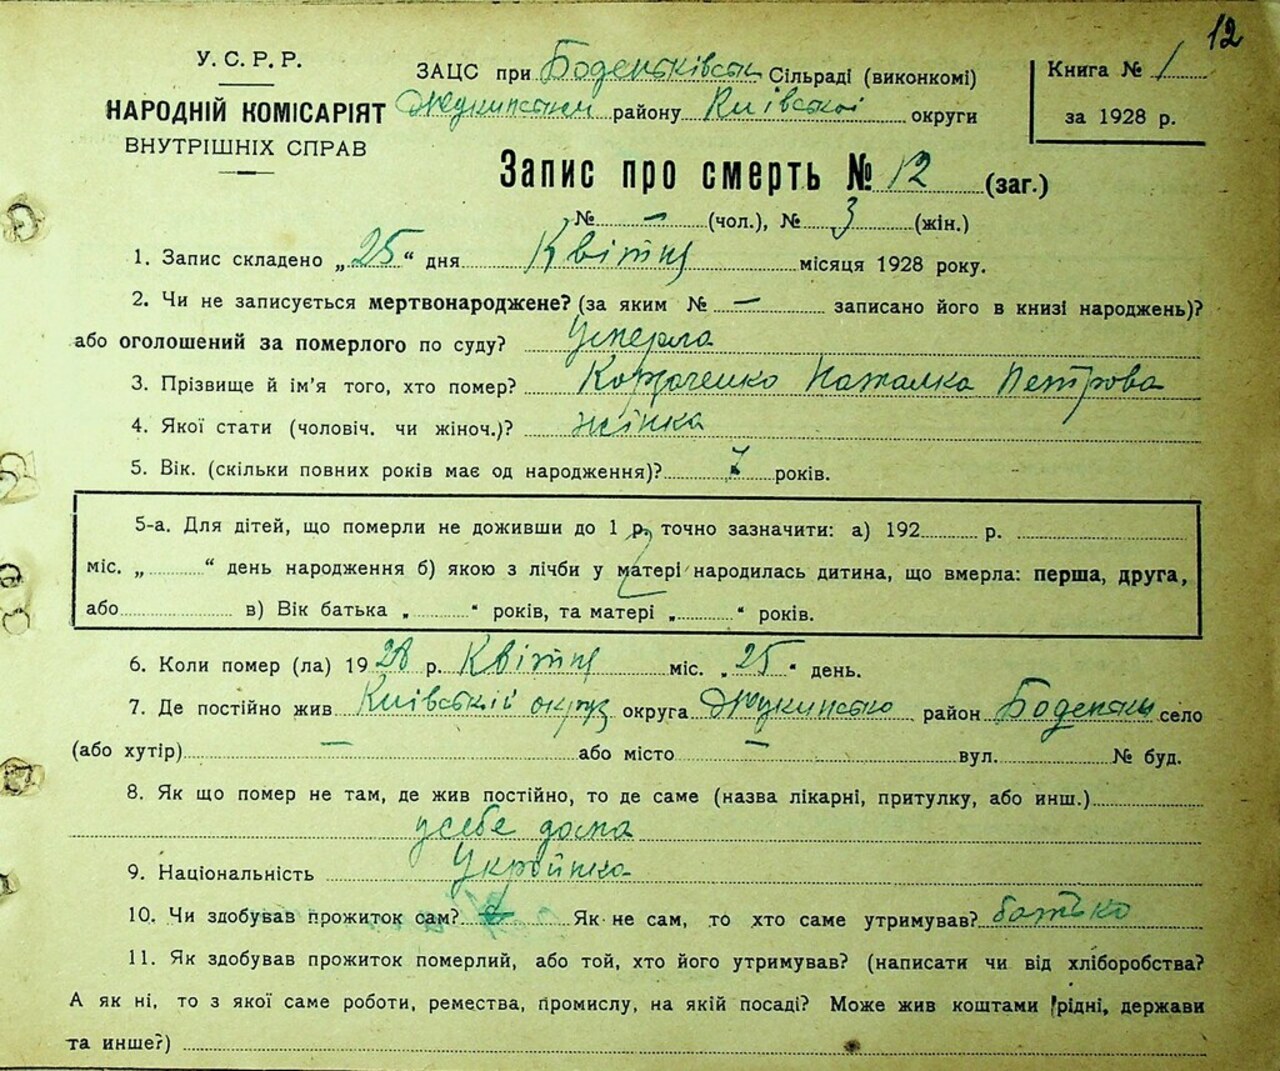 12
У. С. Р. Р.
НАРОДНІЙ КОМІСАРІЯТ
ВНУТРІШНІХ СПРАВ
ЗАЦС при Боденьківськ Сільраді (виконкомі)
району Київської округи
Книга № 1
за 1928 р.
Запис про смерть № 12 (заг.)
№ — (чол.), № 3 (жін.)
1. Запис складено „25“ дня Квітня місяця 1928 року.
2. Чи не записується мертвонароджене? (за яким № — записано його в книзі народжень)?
або оголошений за померлого по суду? Умерла
3. Прізвище й ім'я того, хто помер? Наталка Петрова
4. Якої стати (чоловіч. чи жіноч.)? жінка
5. Вік. (скільки повних років має од народження)? 7 років.
5-а. Для дітей, що померли не доживши до 1 р. точно зазначити: а) 192 р.
міс. „ “ день народження б) якою з лічби у матері народилась дитина, що вмерла: перша, друга,
або в) Вік батька „ “ років, та матері „ “ років.
6. Коли помер (ла) 1928 р. Квітня міс. „25“ день.
7. Де постійно жив Київській округ округа район Боденьки село
(або хутір) — або місто — вул. № буд.
8. Як що помер не там, де жив постійно, то де саме (назва лікарні, притулку, або инш.)
усебе дома
9. Національність Українка
10. Чи здобував прожиток сам? Як не сам, то хто саме утримував? батько
11. Як здобував прожиток померлий, або той, хто його утримував? (написати чи від хліборобства?
А як ні, то з якої саме роботи, ремества, промислу, на якій посаді? Може жив коштами рідні, держави
та инше?)